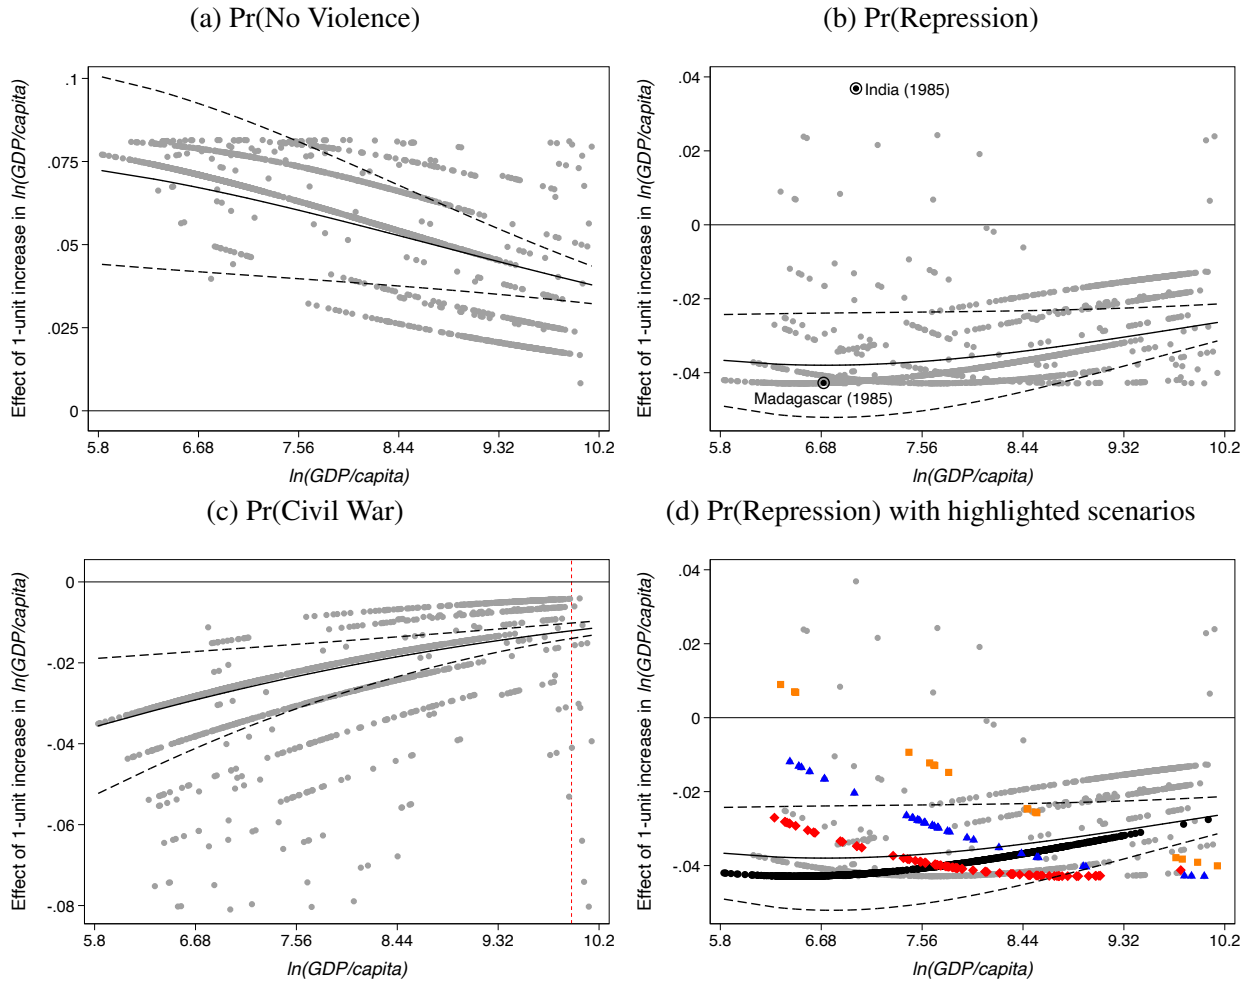 (a) Pr(No Violence)
Effect of 1-unit increase in ln(GDP/capita)
.1
.075
.05
.025
0
5.8 6.68 7.56 8.44 9.32 10.2
ln(GDP/capita)
(b) Pr(Repression)
Effect of 1-unit increase in ln(GDP/capita)
.04
.02
0
-.02
-.04
India (1985)
Madagascar (1985)
5.8 6.68 7.56 8.44 9.32 10.2
ln(GDP/capita)
(c) Pr(Civil War)
Effect of 1-unit increase in ln(GDP/capita)
0
-.02
-.04
-.06
-.08
5.8 6.68 7.56 8.44 9.32 10.2
ln(GDP/capita)
(d) Pr(Repression) with highlighted scenarios
Effect of 1-unit increase in ln(GDP/capita)
.04
.02
0
-.02
-.04
5.8 6.68 7.56 8.44 9.32 10.2
ln(GDP/capita)